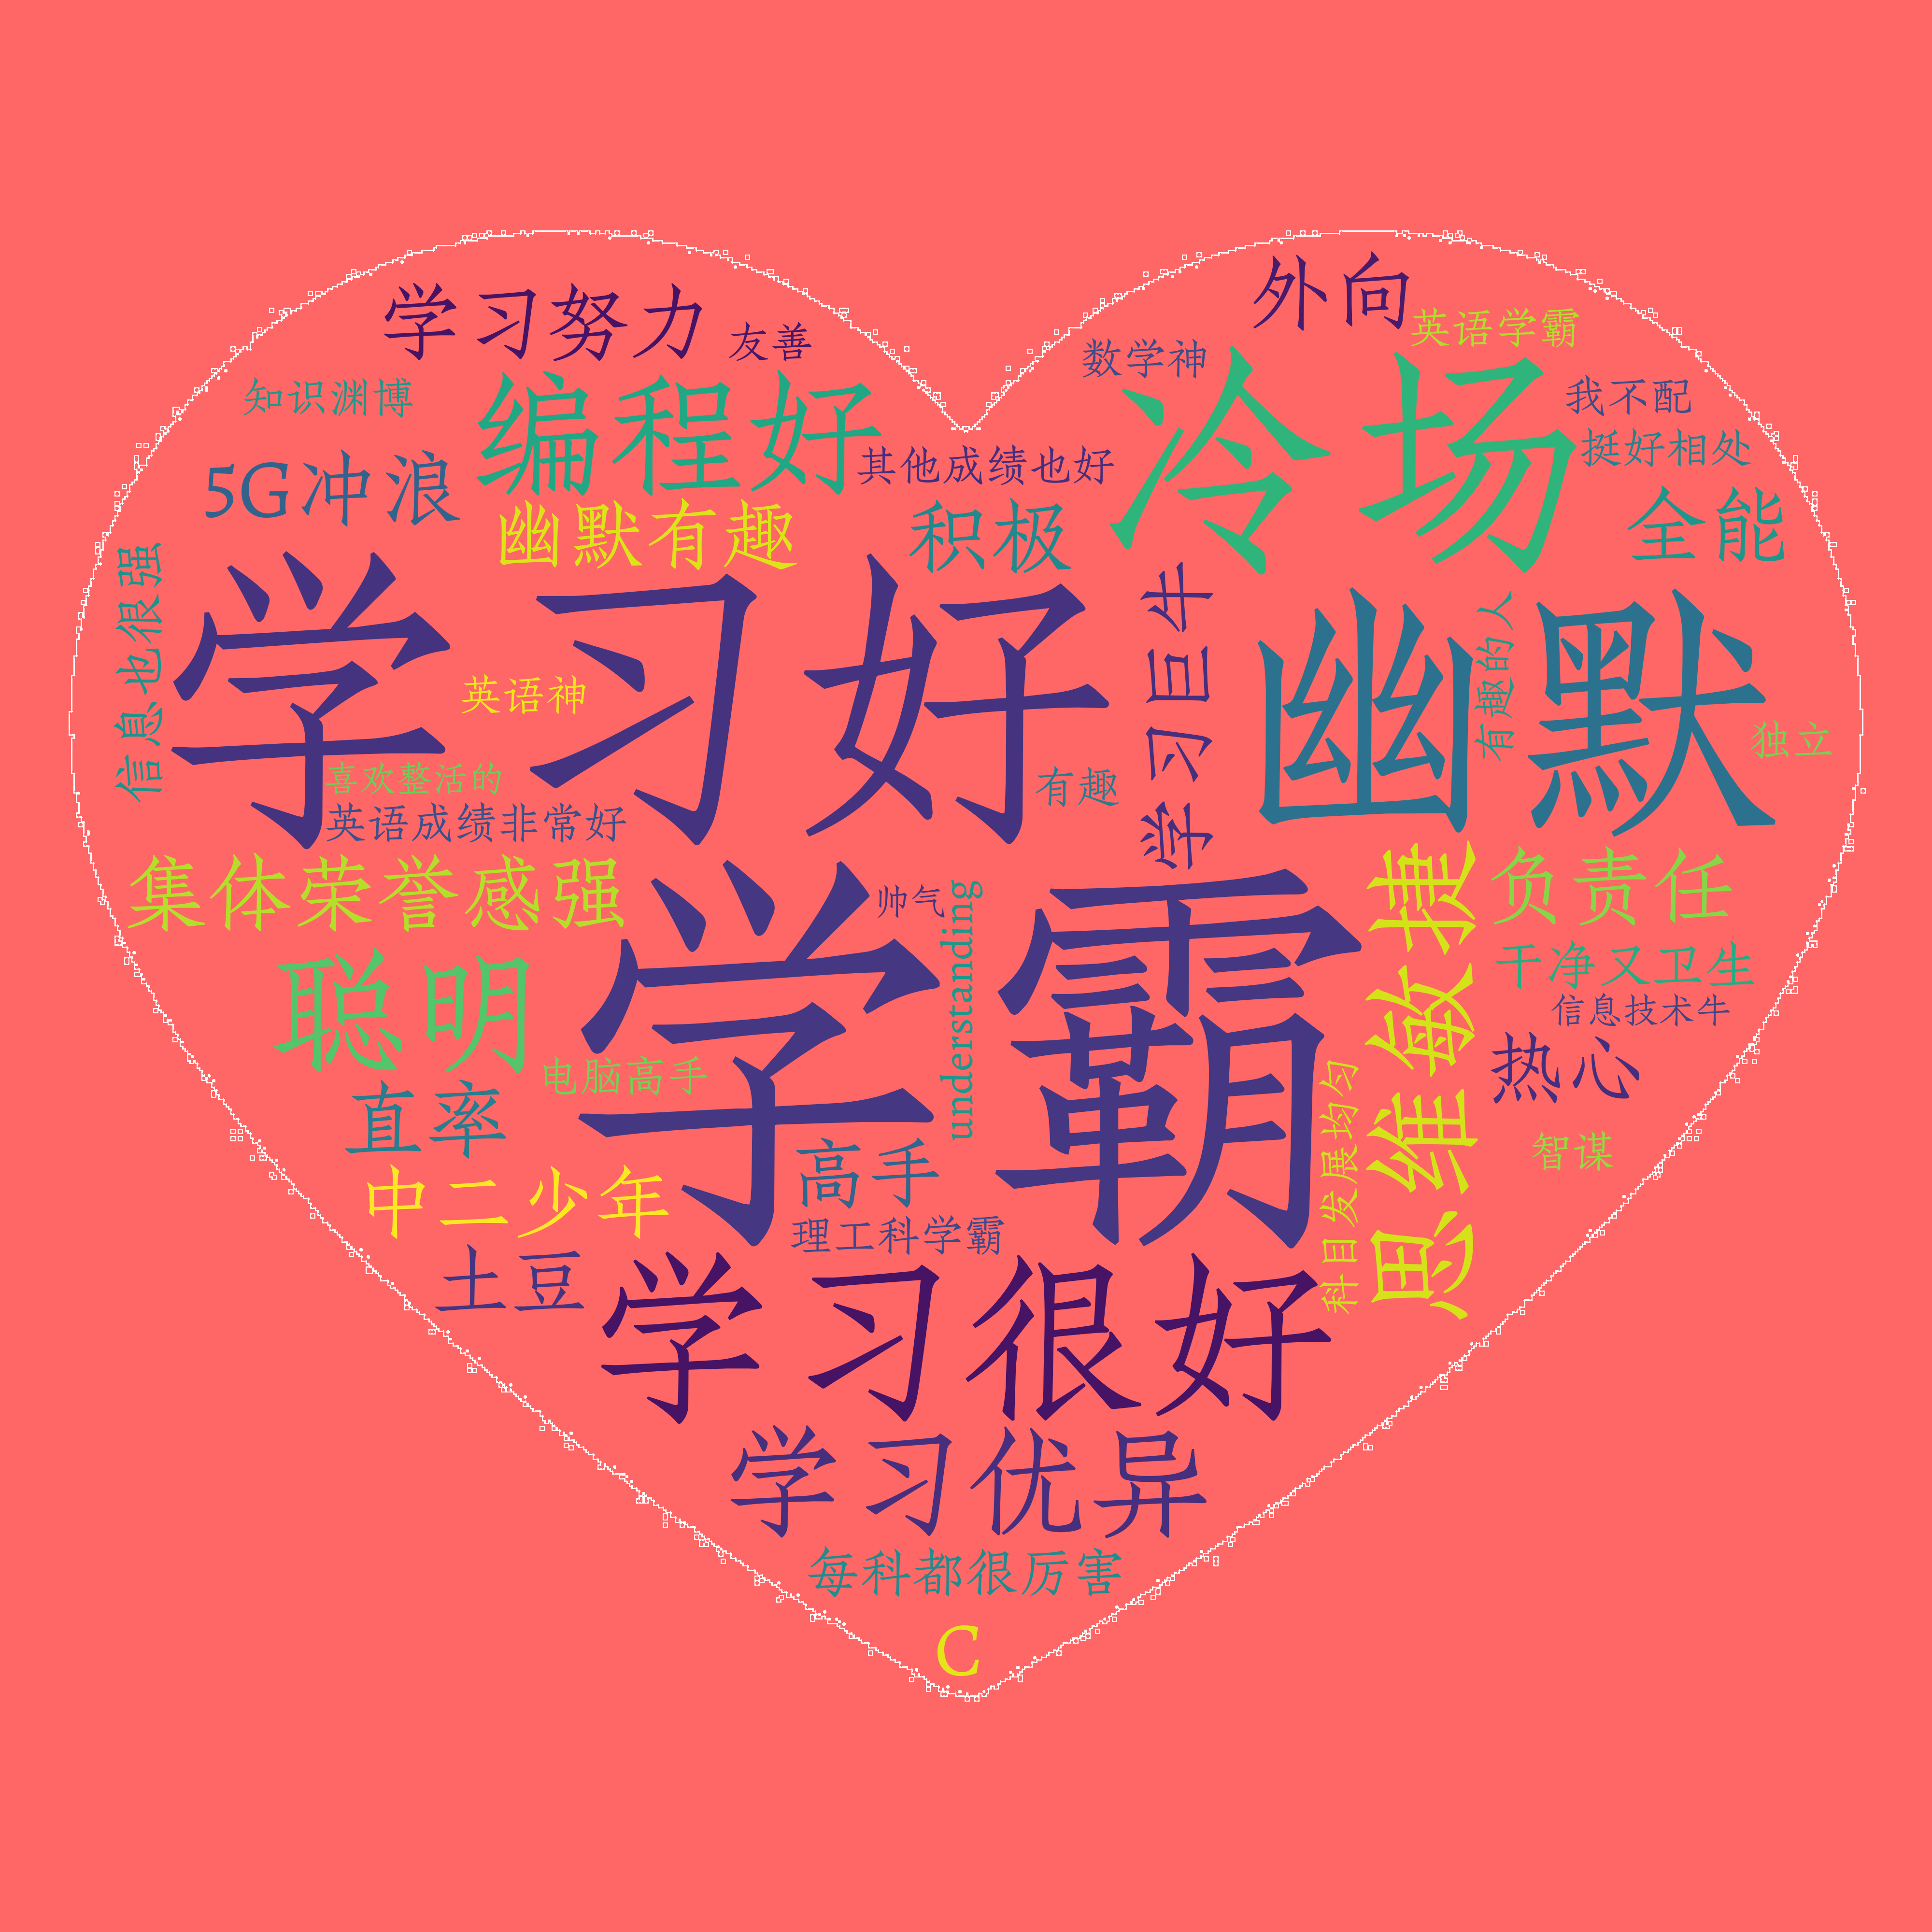 外向
学习努力
英语学霸
友善
数学神
知识渊博
编程好
冷场
我不配
挺好相处
其他成绩也好
5G冲浪
幽默有趣
积极
全能
信息也很强
学习好
学习巨牛
幽默
有趣的人
英语神
独立
喜欢整活的
有趣
英语成绩非常好
集体荣誉感强
帅气
understanding
学霸
思维敏捷
负责任
干净又卫生
聪明
信息技术牛
电脑高手
热心
直率
科目发展均匀
智谋
高手
中二少年
理工科学霸
土豆
学习很好
学习优异
每科都很厉害
C